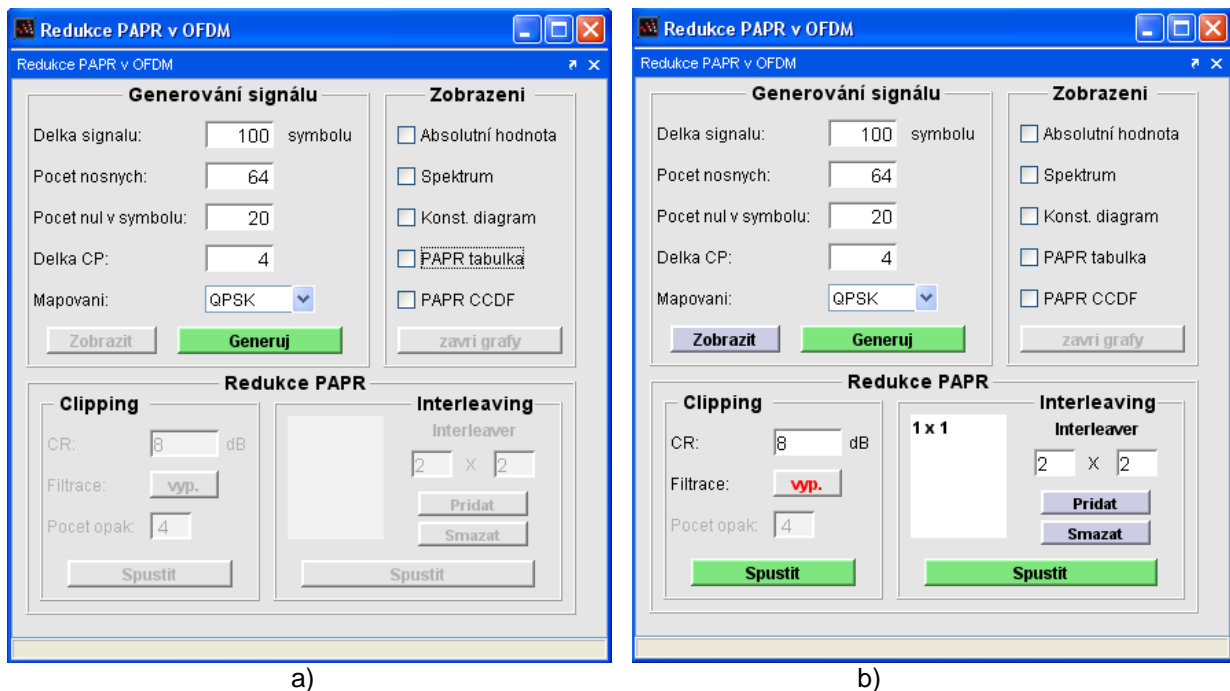 Redukce PAPR v OFDM
Redukce PAPR v OFDM
Generování signálu
Zobrazeni
Delka signalu: 100 symbolu
Absolutní hodnota
Pocet nosnych: 64
Spektrum
Pocet nul v symbolu: 20
Konst. diagram
Delka CP: 4
PAPR tabulka
Mapovani: QPSK
PAPR CCDF
Zobrazit
Generuj
zavri grafy
Redukce PAPR
Clipping
Interleaving
CR: 8 dB
Interleaver
2 X 2
Filtrace: vyp.
Pridat
Pocet opak: 4
Smazat
Spustit
Spustit
a)
Redukce PAPR v OFDM
Redukce PAPR v OFDM
Generování signálu
Zobrazeni
Delka signalu: 100 symbolu
Absolutní hodnota
Pocet nosnych: 64
Spektrum
Pocet nul v symbolu: 20
Konst. diagram
Delka CP: 4
PAPR tabulka
Mapovani: QPSK
PAPR CCDF
Zobrazit
Generuj
zavri grafy
Redukce PAPR
Clipping
Interleaving
CR: 8 dB
1 x 1
Interleaver
2 X 2
Filtrace: vyp.
Pridat
Pocet opak: 4
Smazat
Spustit
Spustit
b)